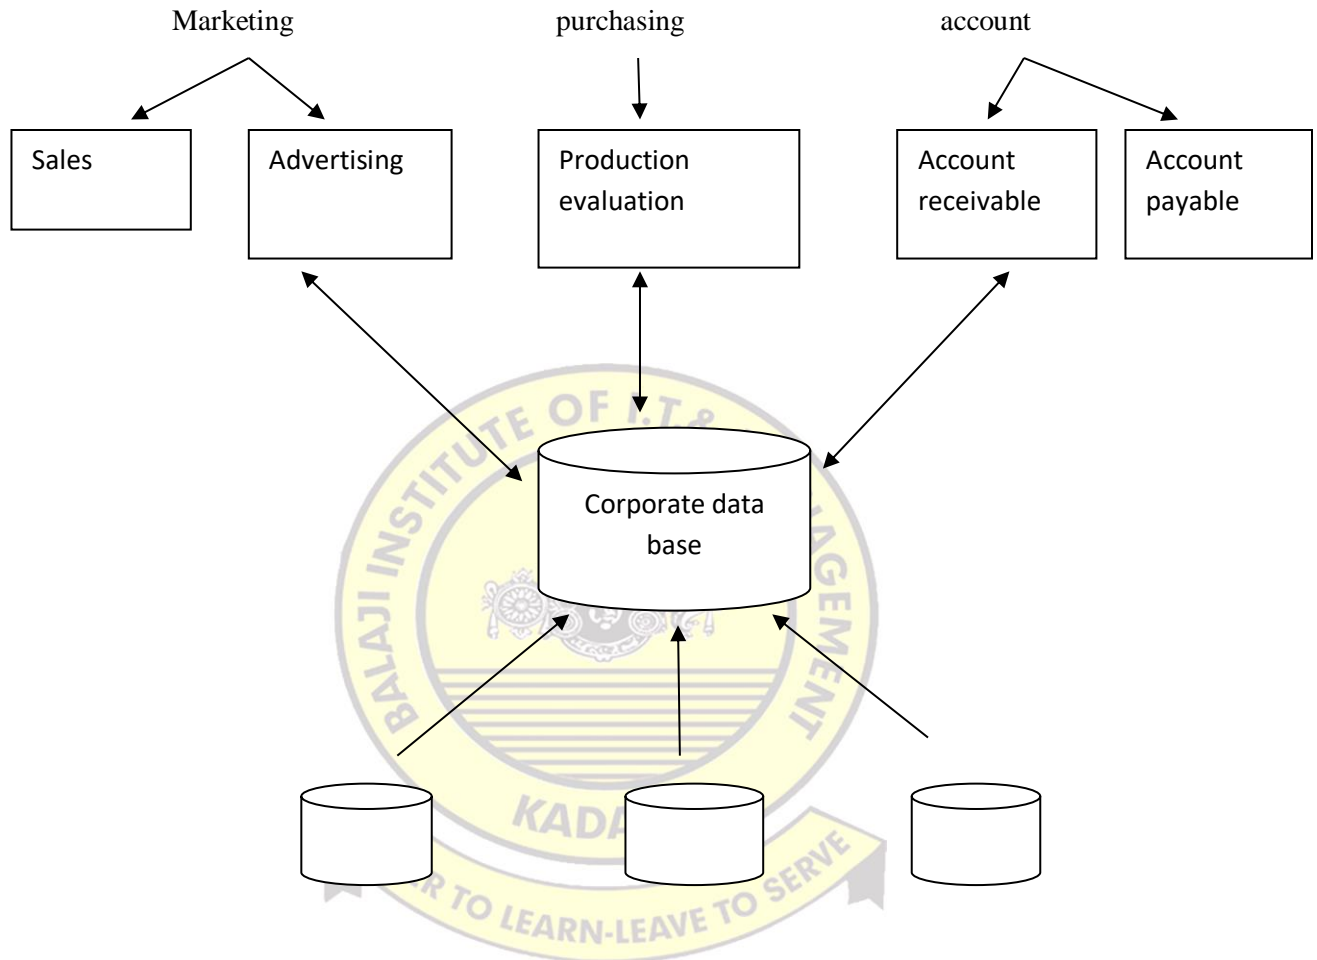 Marketing
purchasing
account
Sales
Advertising
Production
evaluation
Account
receivable
Account
payable
Corporate data
base
BALAJI INSTITUTE OF I.T.&
KADA
TO LEARN-LEAVE TO SERVE